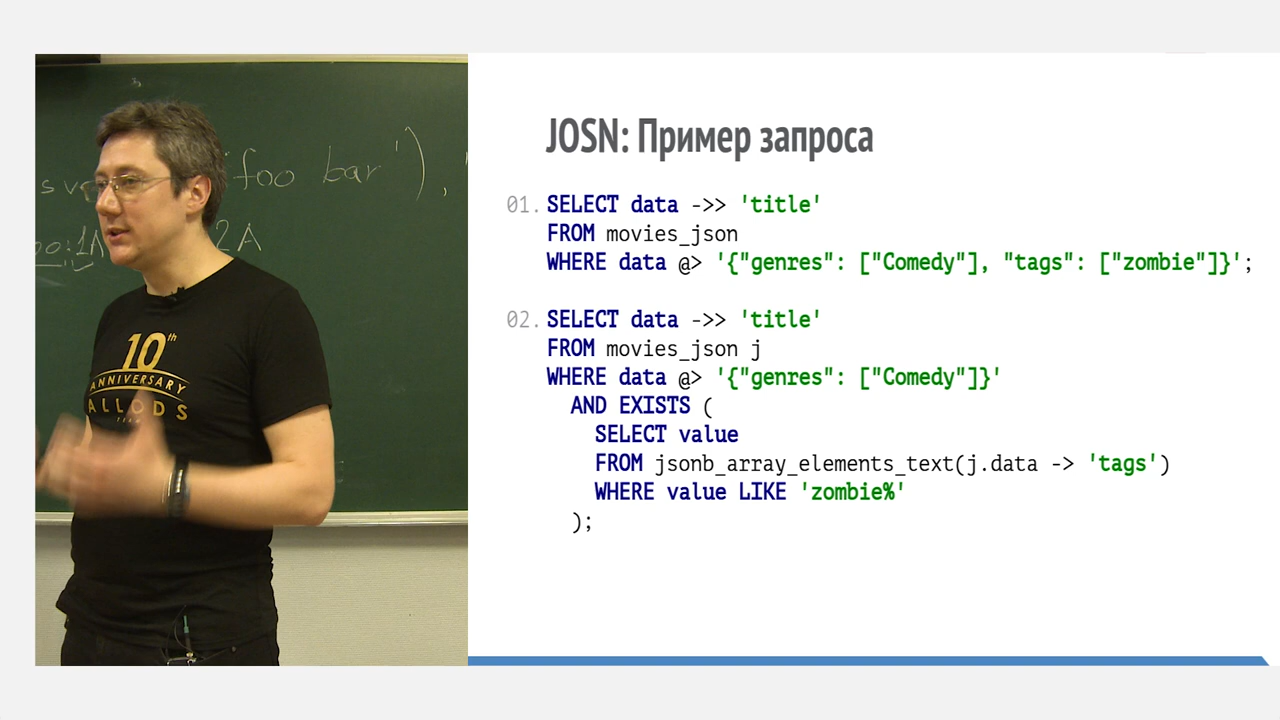 foo bar'),
2A
10th
ANNIVERSARY
ALLODS
JOSN: Пример запроса
01. SELECT data ->> 'title'
FROM movies_json
WHERE data @> '{"genres": ["Comedy"], "tags": ["zombie"]}';
02. SELECT data ->> 'title'
FROM movies_json j
WHERE data @> '{"genres": ["Comedy"]}'
AND EXISTS (
SELECT value
FROM jsonb_array_elements_text(j.data -> 'tags')
WHERE value LIKE 'zombie%'
);